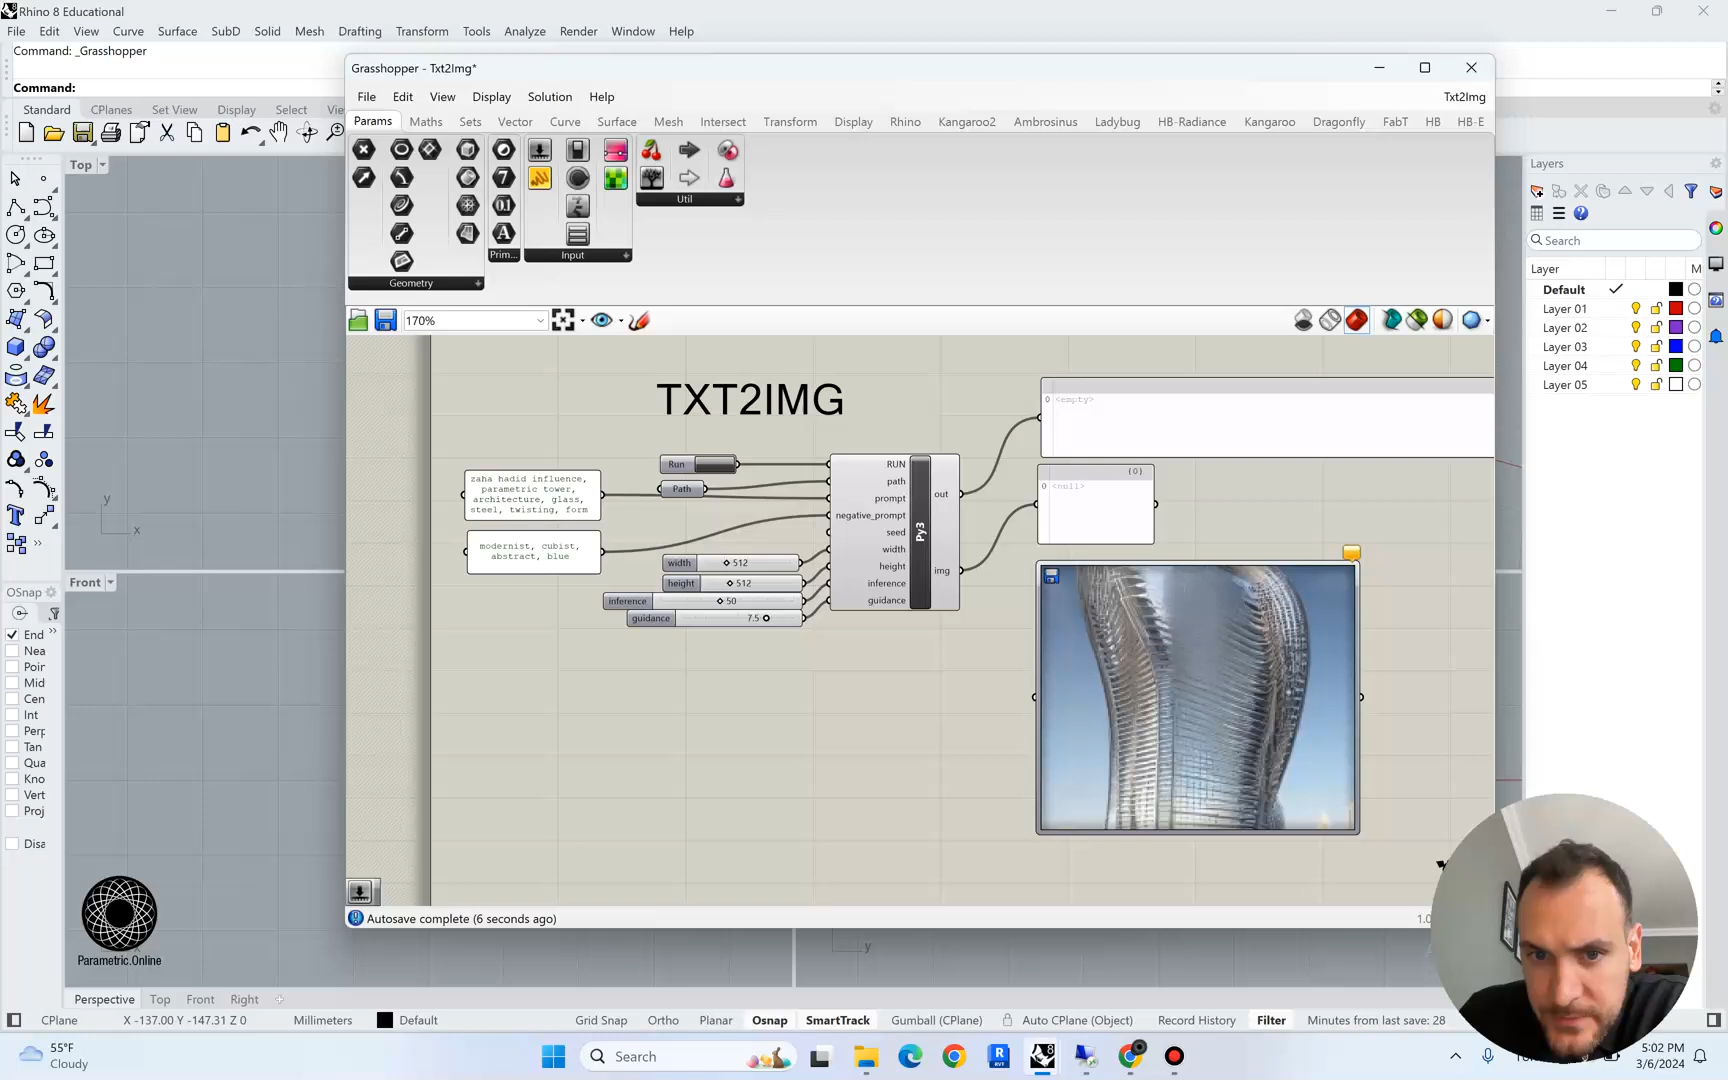 Rhino 8 Educational
File Edit View Curve Surface SubD Solid Mesh Drafting Transform Tools Analyze Render Window Help
Command: _Grasshopper
Command:
Standard CPlanes Set View Display Select
Top
Front
OSnap
End
Nea
Poin
Mid
Cen
Int
Perp
Tan
Qua
Kno
Vert
Proj
Disa
y
x
Parametric.Online
Grasshopper - Txt2Img*
File Edit View Display Solution Help
Txt2Img
Params Maths Sets Vector Curve Surface Mesh Intersect Transform Display Rhino Kangaroo2 Ambrosinus Ladybug HB-Radiance Kangaroo Dragonfly FabT HB HB-E
Geometry
Prim...
Input
Util
170%
TXT2IMG
zaha hadid influence,
parametric tower,
architecture, glass,
steel, twisting, form
modernist, cubist,
abstract, blue
Run
Path
width 512
height 512
inference 50
guidance 7.5
RUN
path
prompt
negative_prompt
seed
width
height
inference
guidance
Py3
out
img
0 <empty>
{0}
0 <null>
Autosave complete (6 seconds ago)
y
Layers
Search
Layer
M
Default
Layer 01
Layer 02
Layer 03
Layer 04
Layer 05
Perspective Top Front Right
CPlane X -137.00 Y -147.31 Z 0 Millimeters Default Grid Snap Ortho Planar Osnap SmartTrack Gumball (CPlane) Auto CPlane (Object) Record History Filter Minutes from last save: 28
55°F
Cloudy
Search
5:02 PM
3/6/2024